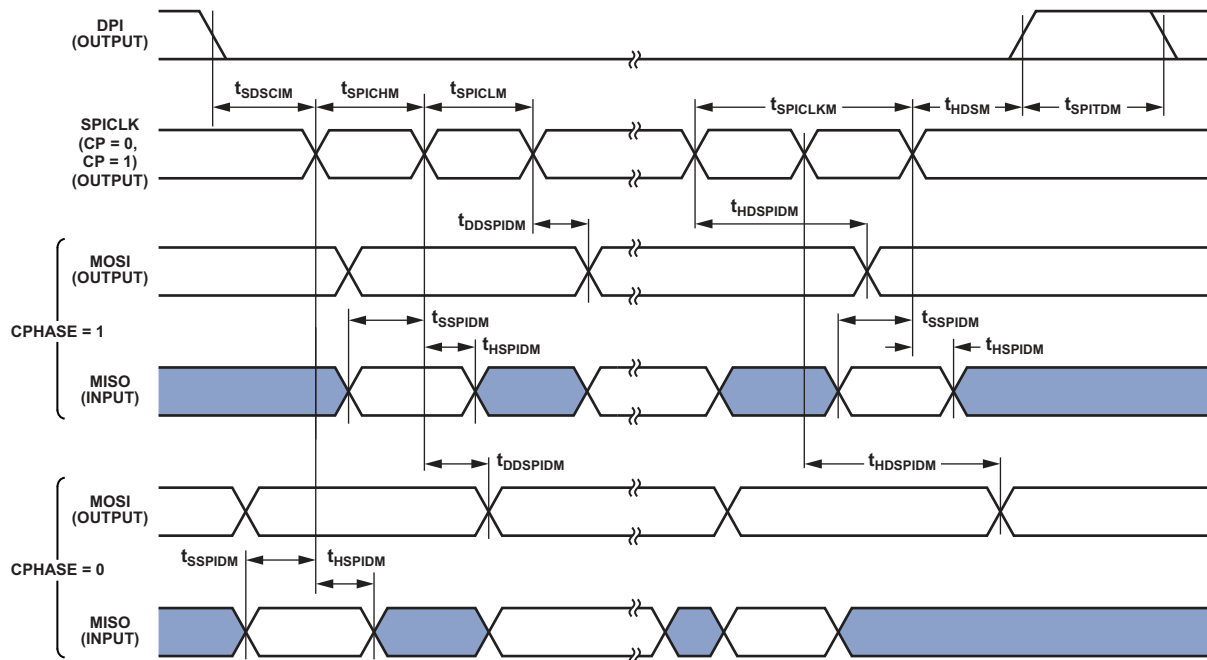 DPI
(OUTPUT)
tSDSCIM
tSPICHM
tSPICLM
tSPICLKM
tHDSM
tSPITDM
SPICLK
(CP = 0,
CP = 1)
(OUTPUT)
tDDSPIDM
tHDSPIDM
MOSI
(OUTPUT)
CPHASE = 1
tSSPIDM
tSSPIDM
tHSPIDM
tHSPIDM
MISO
(INPUT)
tDDSPIDM
tHDSPIDM
MOSI
(OUTPUT)
tSSPIDM
tHSPIDM
CPHASE = 0
MISO
(INPUT)